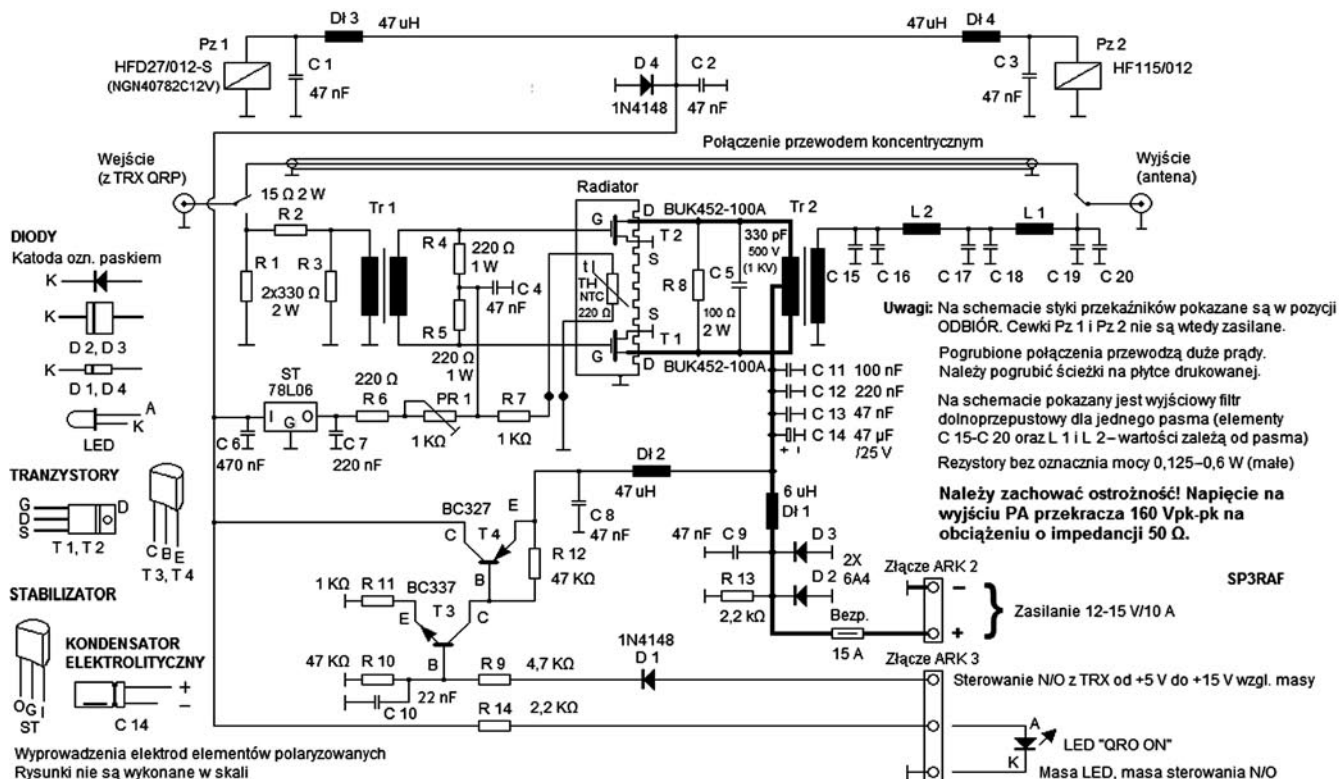 Dł 3
47 uH
47uH
Dł 4
Pz 1
HFD27/012-S
(NGN40782C12V)
C 1
47 nF
D 4
1N4148
C 2
47 nF
C 3
47 nF
Pz 2
HF115/012
Połączenie przewodem koncentrycznym
Wejście
(z TRX QRP)
Wyjście
(antena)
15 Ω 2 W
R 2
R 1
R 3
2x330 Ω
2 W
Tr 1
R 4
220 Ω
1 W
C 4
47 nF
R 5
220 Ω
1 W
Radiator
G
D
BUK452-100A
T 2
S
t
TH
NTC
220 Ω
S
T 1
G
D
BUK452-100A
R 8
100 Ω
2 W
C 5
330 pF
500 V
(1 KV)
Tr 2
L 2
L 1
C 15
C 16
C 17
C 18
C 19
C 20
DIODY
Katoda ozn. paskiem
K
K
D 2, D 3
K
D 1, D 4
A
K
LED
TRANZYSTORY
G
D
S
D
T 1, T 2
C B E
T 3, T 4
STABILIZATOR
O G I
ST
KONDENSATOR
ELEKTROLITYCZNY
+
−
C 14
Wyprowadzenia elektrod elementów polaryzowanych
Rysunki nie są wykonane w skali
ST
78L06
I
G
O
C 6
470 nF
C 7
220 nF
220 Ω
R 6
PR 1
1 KΩ
R 7
1 KΩ
C 11 100 nF
C 12 220 nF
C 13 47 nF
C 14 47 µF
/25 V
+ -
Dł 2
47 uH
C 8
47 nF
6 uH
Dł 1
BC327
C
T 4
E
B
R 12
47 KΩ
1 KΩ
R 11
BC337
T 3
E
C
B
47 KΩ
R 10
22 nF
C 10
R 9
4,7 KΩ
R 14
2,2 KΩ
1N4148
D 1
47 nF
C 9
D 3
2X
6A4
D 2
R 13
2,2 kΩ
Bezp.
15 A
Złącze ARK 2
−
+
Zasilanie 12-15 V/10 A
SP3RAF
Złącze ARK 3
Sterowanie N/O z TRX od +5 V do +15 V wzgl. masy
A
K
LED "QRO ON"
Masa LED, masa sterowania N/O
Uwagi: Na schemacie styki przekaźników pokazane są w pozycji
ODBIÓR. Cewki Pz 1 i Pz 2 nie są wtedy zasilane.
Pogrubione połączenia przewodzą duże prądy.
Należy pogrubić ścieżki na płytce drukowanej.
Na schemacie pokazany jest wyjściowy filtr
dolnoprzepustowy dla jednego pasma (elementy
C 15-C 20 oraz L 1 i L 2 – wartości zależą od pasma)
Rezystory bez oznacznia mocy 0,125–0,6 W (małe)
Należy zachować ostrożność! Napięcie na
wyjściu PA przekracza 160 Vpk-pk na
obciążeniu o impedancji 50 Ω.